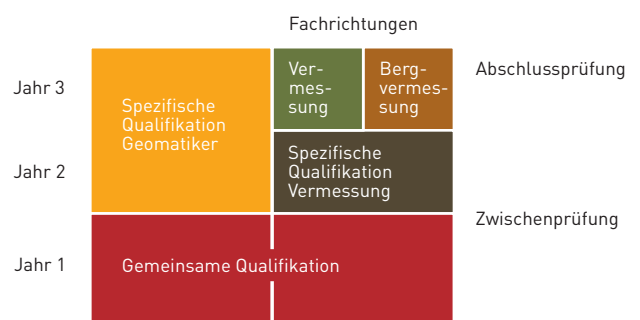 Fachrichtungen
Jahr 3
Spezifische
Qualifikation
Geomatiker
Ver-
mes-
sung
Berg-
vermes-
sung
Abschlussprüfung
Jahr 2
Spezifische
Qualifikation
Vermessung
Zwischenprüfung
Jahr 1
Gemeinsame Qualifikation